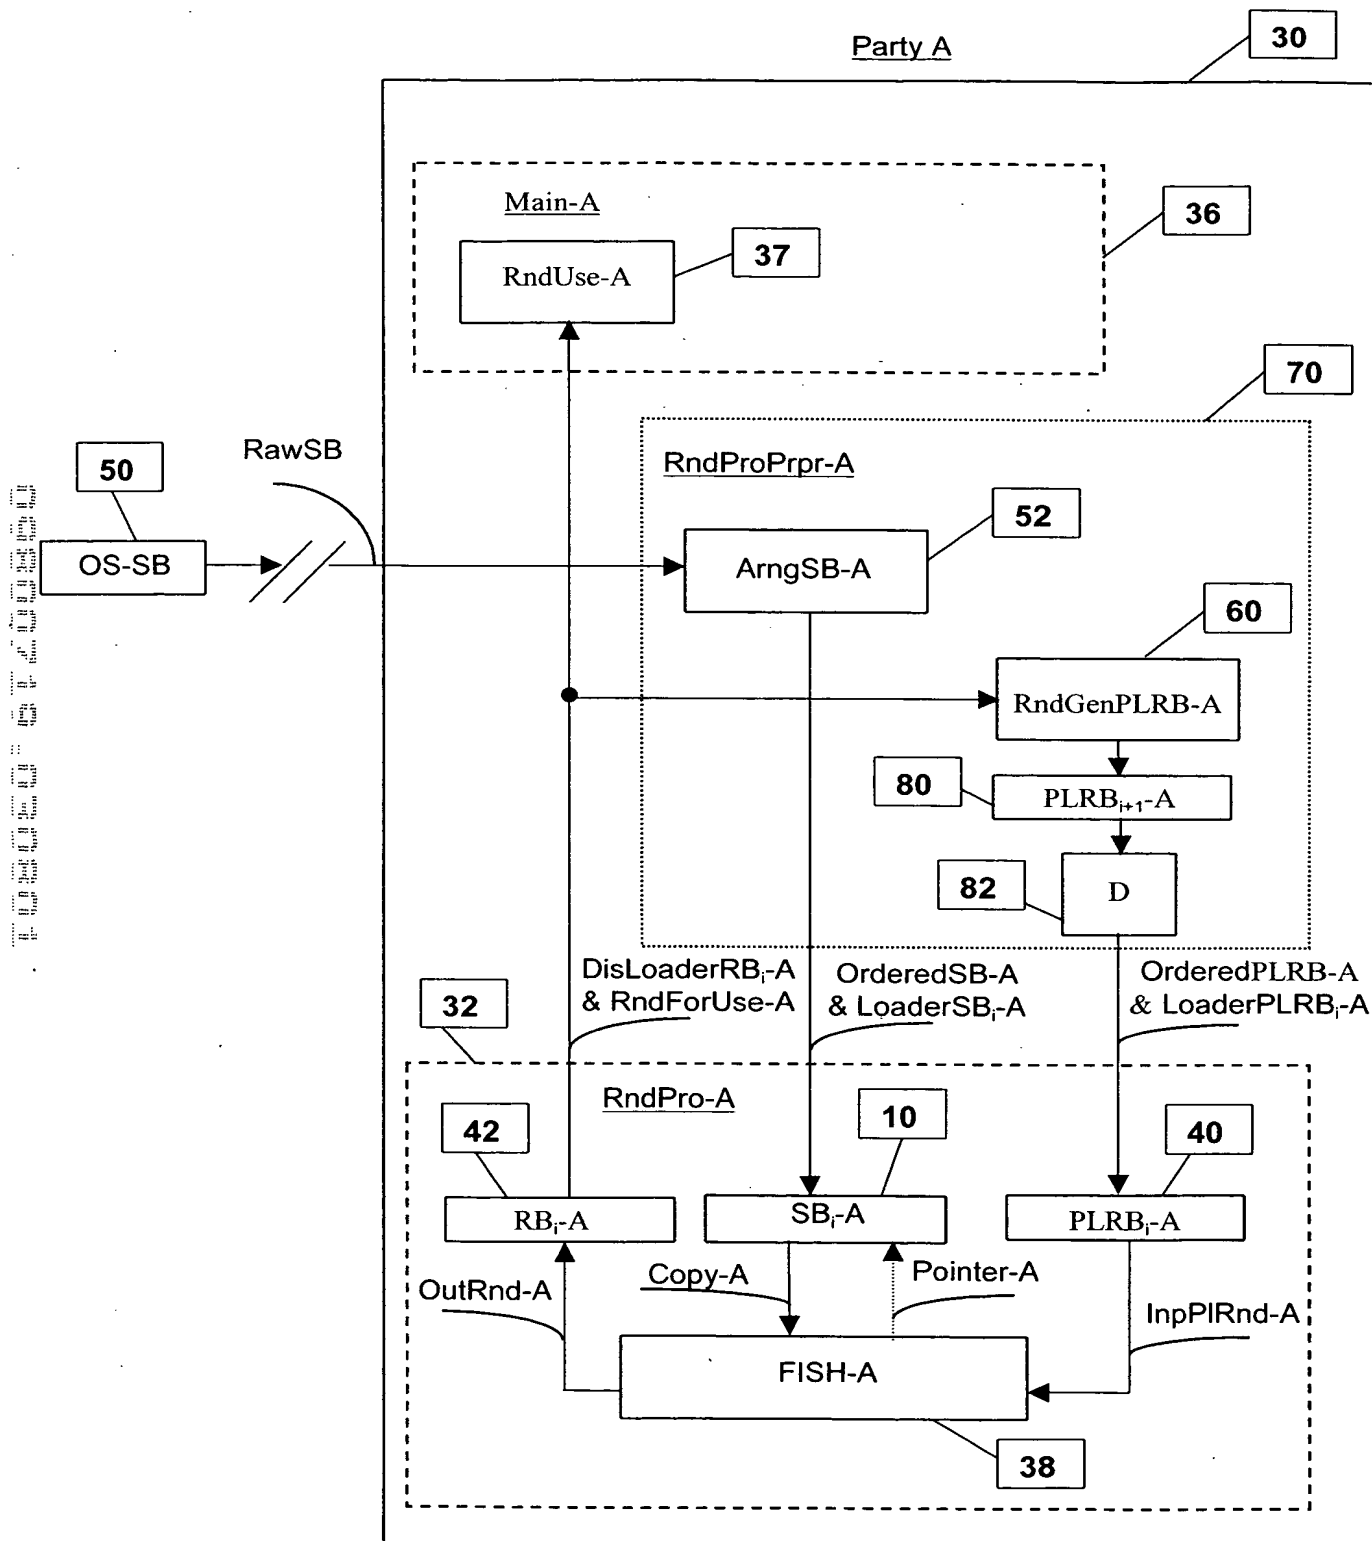 Party A
30
Main-A
36
RndUse-A
37
70
RawSB
50
OS-SB
RndProPrpr-A
52
ArngSB-A
60
RndGenPLRB-A
80
PLRBi+1-A
82
D
DisLoaderRBi-A
& RndForUse-A
OrderedSB-A
& LoaderSBi-A
OrderedPLRB-A
& LoaderPLRBi-A
32
RndPro-A
42
10
40
RBi-A
SBi-A
PLRBi-A
OutRnd-A
Copy-A
Pointer-A
InpPlRnd-A
FISH-A
38
09800719.030801